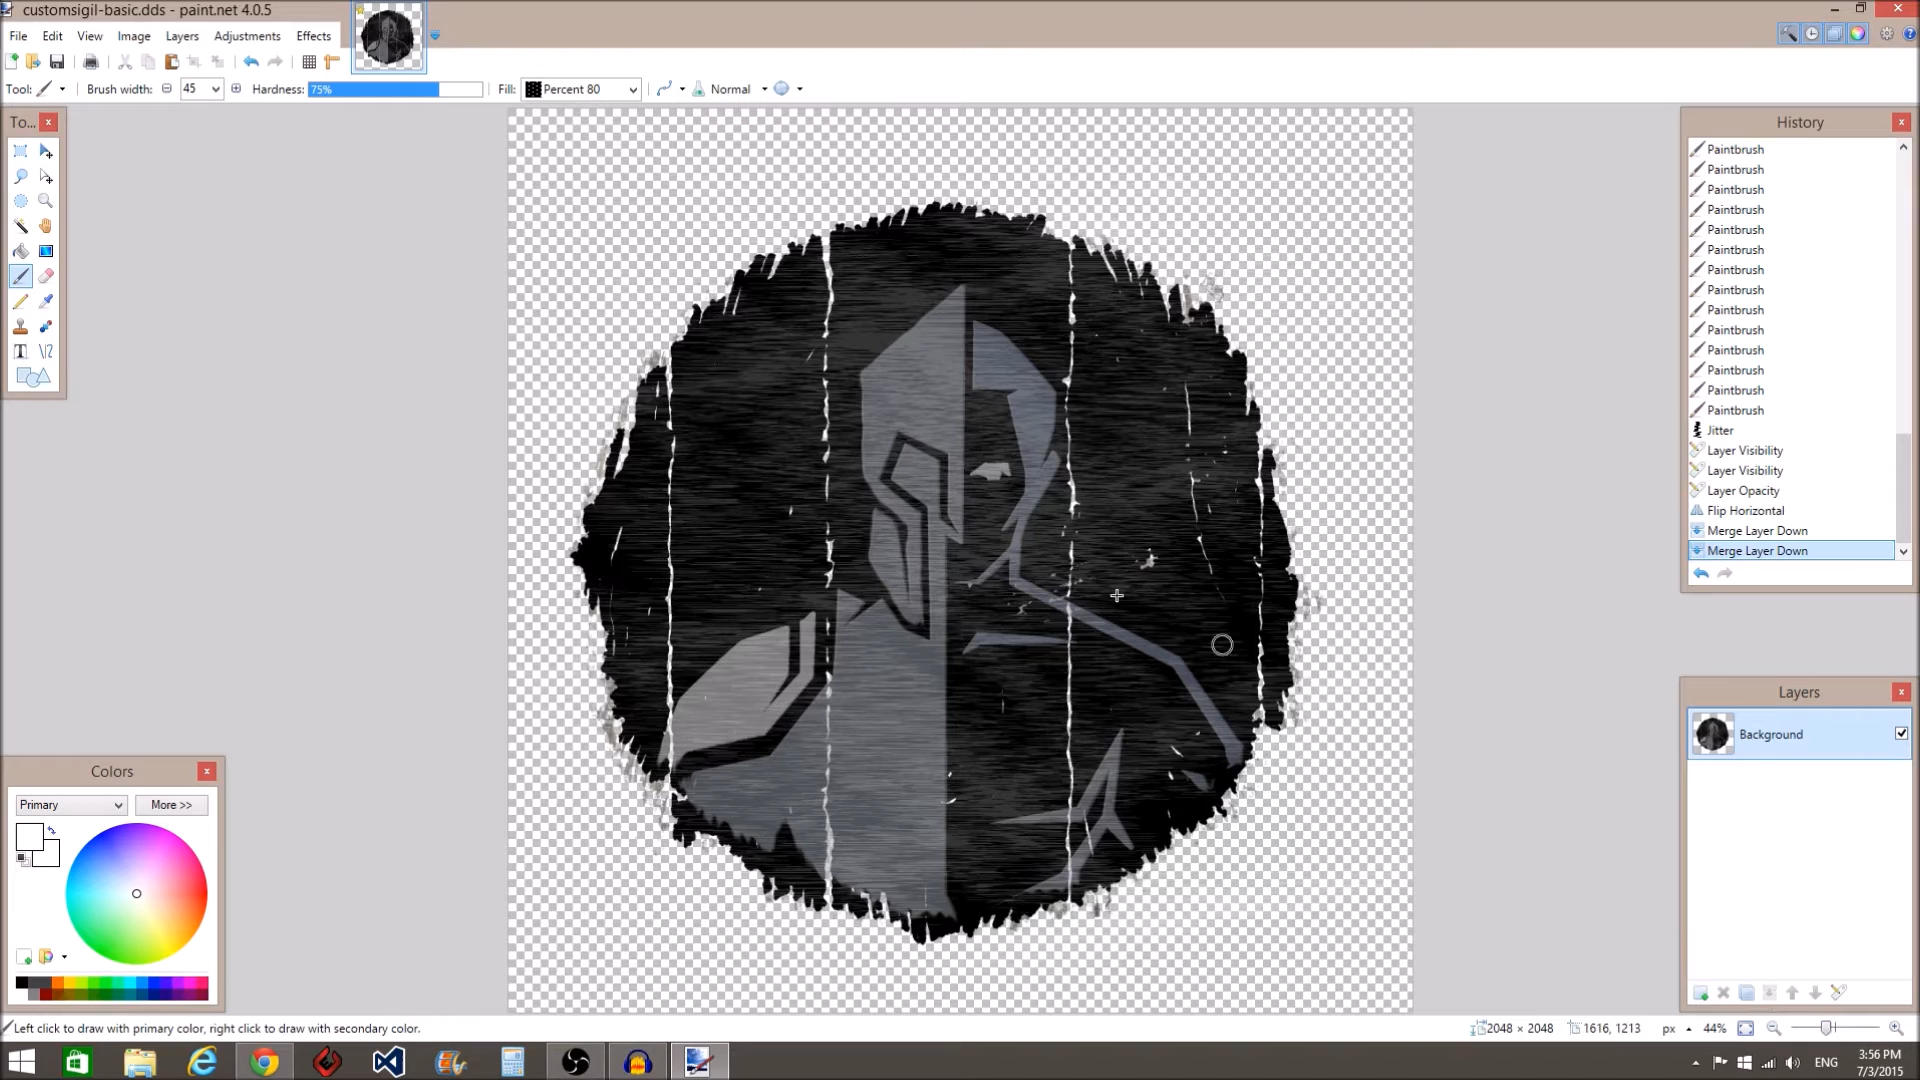 customsigil-basic.dds - paint.net 4.0.5
File Edit View Image Layers Adjustments Effects
Tool: Brush width: 45 Hardness: 75% Fill: Percent 80 Normal
To...
History
Paintbrush
Paintbrush
Paintbrush
Paintbrush
Paintbrush
Paintbrush
Paintbrush
Paintbrush
Paintbrush
Paintbrush
Paintbrush
Paintbrush
Paintbrush
Paintbrush
Jitter
Layer Visibility
Layer Visibility
Layer Opacity
Flip Horizontal
Merge Layer Down
Merge Layer Down
Layers
Background
Colors
Primary More >>
Left click to draw with primary color, right click to draw with secondary color. 2048 × 2048 1616, 1213 px 44%
ENG 3:56 PM
7/3/2015